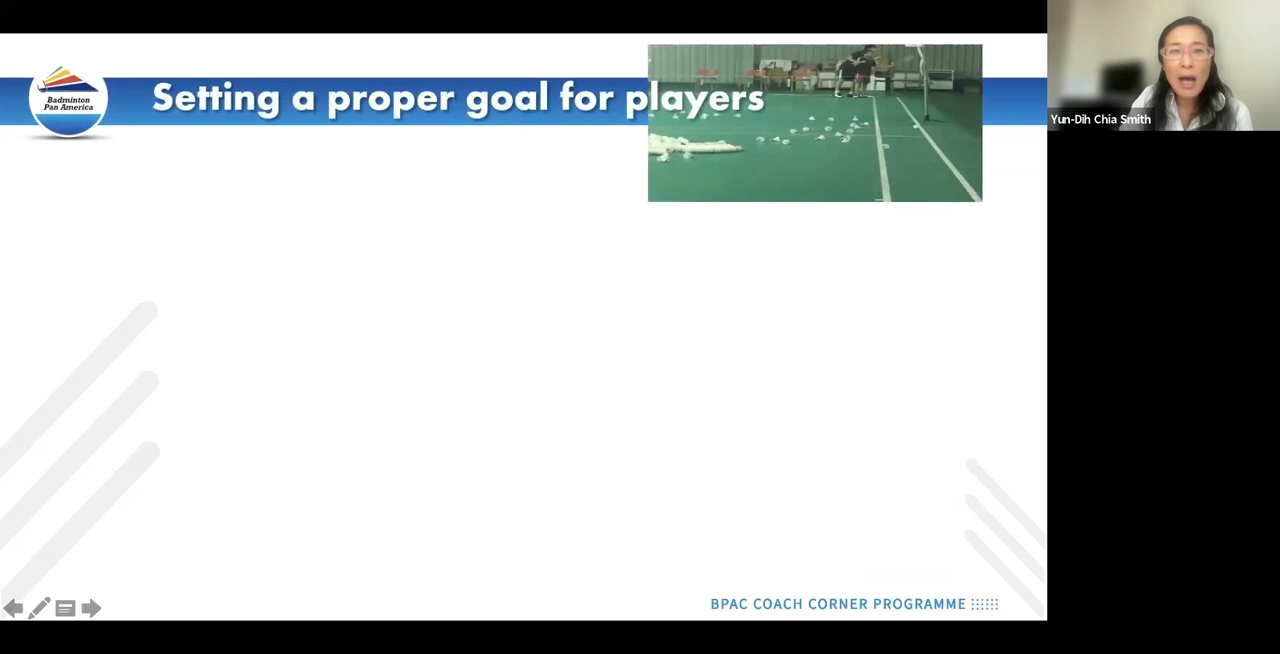 Badminton
Pan America
Setting a proper goal for players
Yun-Dih Chia Smith
BPAC COACH CORNER PROGRAMME